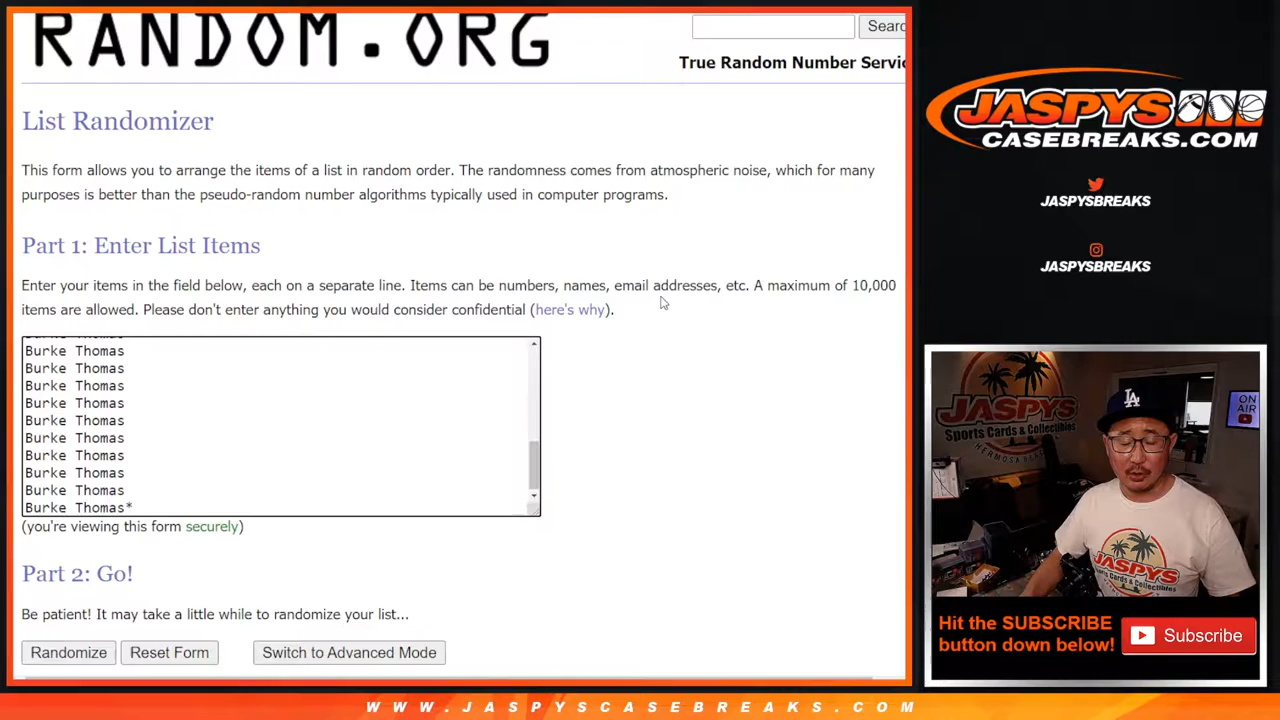 RANDOM.ORG
Searc
True Random Number Servic
List Randomizer
This form allows you to arrange the items of a list in random order. The randomness comes from atmospheric noise, which for many
purposes is better than the pseudo-random number algorithms typically used in computer programs.
Part 1: Enter List Items
Enter your items in the field below, each on a separate line. Items can be numbers, names, email addresses, etc. A maximum of 10,000
items are allowed. Please don't enter anything you would consider confidential (here's why).
Burke Thomas
Burke Thomas
Burke Thomas
Burke Thomas
Burke Thomas
Burke Thomas
Burke Thomas
Burke Thomas
Burke Thomas
Burke Thomas*
(you're viewing this form securely)
Part 2: Go!
Be patient! It may take a little while to randomize your list...
Randomize
Reset Form
Switch to Advanced Mode
JASPYS
CASEBREAKS.COM
JASPYSBREAKS
JASPYSBREAKS
JASPYS
Sports Cards & Collectibles
HERMOSA BEACH
ON
AIR
LA
JASPYS
Sports Cards & Collectibles
Hit the SUBSCRIBE
button down below!
Subscribe
WWW.JASPYSCASEBREAKS.COM